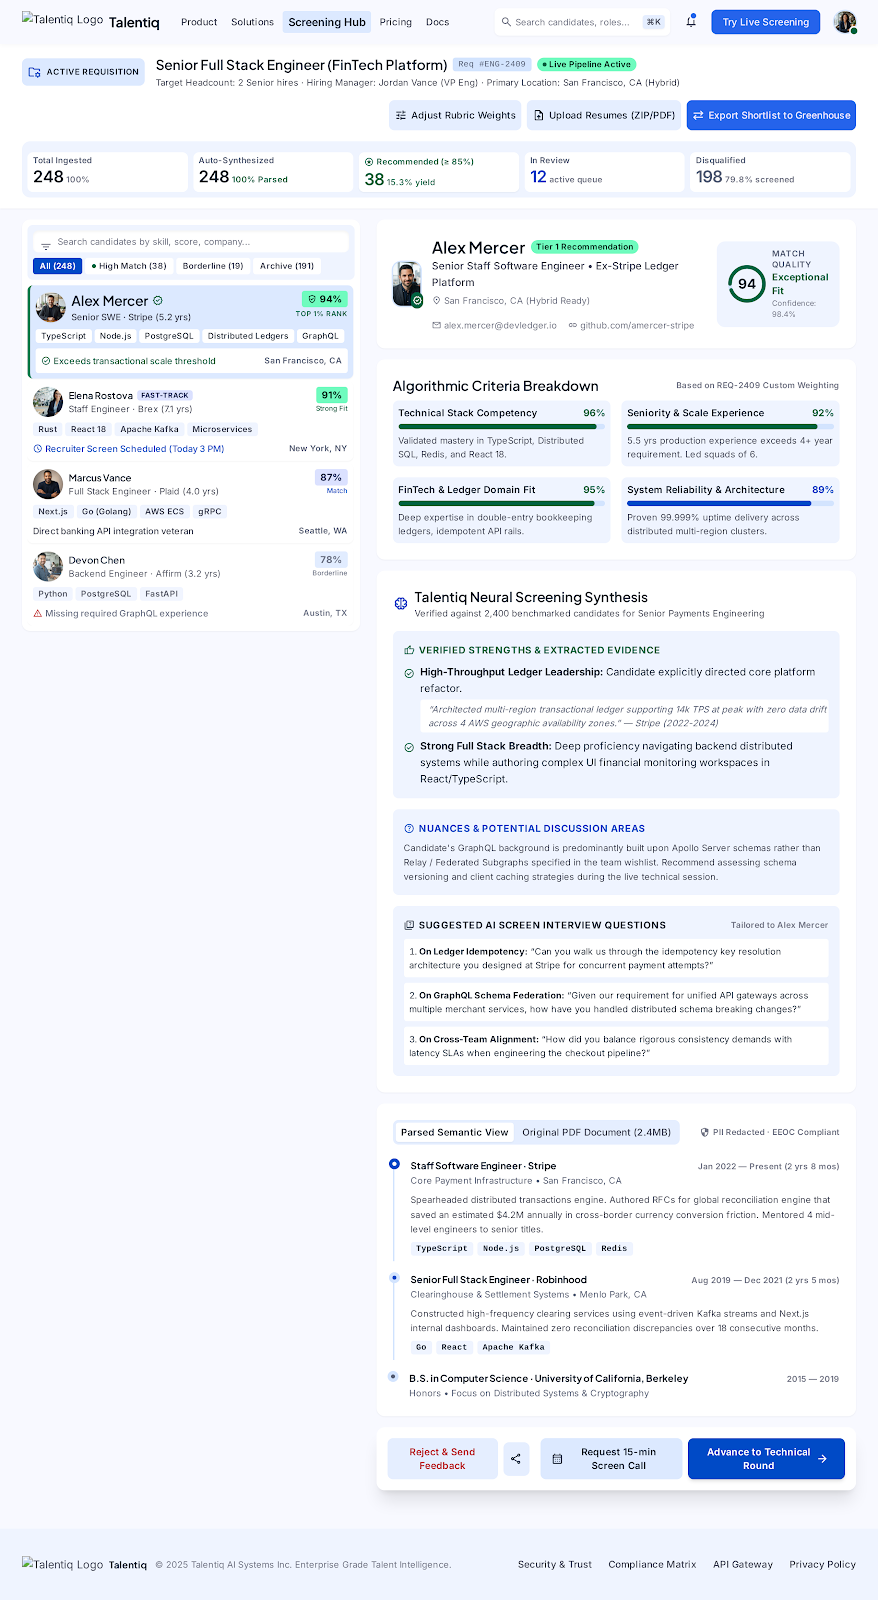 Talentiq Logo Talentiq Product Solutions Screening Hub Pricing Docs Search candidates, roles... ⌘K Try Live Screening
ACTIVE REQUISITION
Senior Full Stack Engineer (FinTech Platform) Req #ENG-2409 Live Pipeline Active
Target Headcount: 2 Senior hires · Hiring Manager: Jordan Vance (VP Eng) · Primary Location: San Francisco, CA (Hybrid)
Adjust Rubric Weights Upload Resumes (ZIP/PDF) Export Shortlist to Greenhouse
Total Ingested
248 100%
Auto-Synthesized
248 100% Parsed
Recommended (≥ 85%)
38 15.3% yield
In Review
12 active queue
Disqualified
198 79.8% screened
Search candidates by skill, score, company...
All (248) High Match (38) Borderline (19) Archive (191)
Alex Mercer 94%
Senior SWE · Stripe (5.2 yrs) TOP 1% RANK
TypeScript Node.js PostgreSQL Distributed Ledgers GraphQL
Exceeds transactional scale threshold San Francisco, CA
Elena Rostova FAST-TRACK 91%
Staff Engineer · Brex (7.1 yrs) Strong Fit
Rust React 18 Apache Kafka Microservices
Recruiter Screen Scheduled (Today 3 PM) New York, NY
Marcus Vance 87%
Full Stack Engineer · Plaid (4.0 yrs) Match
Next.js Go (Golang) AWS ECS gRPC
Direct banking API integration veteran Seattle, WA
Devon Chen 78%
Backend Engineer · Affirm (3.2 yrs) Borderline
Python PostgreSQL FastAPI
Missing required GraphQL experience Austin, TX
Alex Mercer Tier 1 Recommendation
Senior Staff Software Engineer • Ex-Stripe Ledger
Platform
San Francisco, CA (Hybrid Ready)
alex.mercer@devledger.io github.com/amercer-stripe
94
MATCH
QUALITY
Exceptional
Fit
Confidence:
98.4%
Algorithmic Criteria Breakdown Based on REQ-2409 Custom Weighting
Technical Stack Competency 96%
Validated mastery in TypeScript, Distributed
SQL, Redis, and React 18.
Seniority & Scale Experience 92%
5.5 yrs production experience exceeds 4+ year
requirement. Led squads of 6.
FinTech & Ledger Domain Fit 95%
Deep expertise in double-entry bookkeeping
ledgers, idempotent API rails.
System Reliability & Architecture 89%
Proven 99.999% uptime delivery across
distributed multi-region clusters.
Talentiq Neural Screening Synthesis
Verified against 2,400 benchmarked candidates for Senior Payments Engineering
VERIFIED STRENGTHS & EXTRACTED EVIDENCE
High-Throughput Ledger Leadership: Candidate explicitly directed core platform
refactor.
"Architected multi-region transactional ledger supporting 14k TPS at peak with zero data drift
across 4 AWS geographic availability zones." — Stripe (2022-2024)
Strong Full Stack Breadth: Deep proficiency navigating backend distributed
systems while authoring complex UI financial monitoring workspaces in
React/TypeScript.
NUANCES & POTENTIAL DISCUSSION AREAS
Candidate's GraphQL background is predominantly built upon Apollo Server schemas rather than
Relay / Federated Subgraphs specified in the team wishlist. Recommend assessing schema
versioning and client caching strategies during the live technical session.
SUGGESTED AI SCREEN INTERVIEW QUESTIONS Tailored to Alex Mercer
1. On Ledger Idempotency: "Can you walk us through the idempotency key resolution
architecture you designed at Stripe for concurrent payment attempts?"
2. On GraphQL Schema Federation: "Given our requirement for unified API gateways across
multiple merchant services, how have you handled distributed schema breaking changes?"
3. On Cross-Team Alignment: "How did you balance rigorous consistency demands with
latency SLAs when engineering the checkout pipeline?"
Parsed Semantic View Original PDF Document (2.4MB) PII Redacted · EEOC Compliant
Staff Software Engineer · Stripe Jan 2022 — Present (2 yrs 8 mos)
Core Payment Infrastructure • San Francisco, CA
Spearheaded distributed transactions engine. Authored RFCs for global reconciliation engine that
saved an estimated $4.2M annually in cross-border currency conversion friction. Mentored 4 mid-
level engineers to senior titles.
TypeScript Node.js PostgreSQL Redis
Senior Full Stack Engineer · Robinhood Aug 2019 — Dec 2021 (2 yrs 5 mos)
Clearinghouse & Settlement Systems • Menlo Park, CA
Constructed high-frequency clearing services using event-driven Kafka streams and Next.js
internal dashboards. Maintained zero reconciliation discrepancies over 18 consecutive months.
Go React Apache Kafka
B.S. in Computer Science · University of California, Berkeley 2015 — 2019
Honors • Focus on Distributed Systems & Cryptography
Reject & Send
Feedback
Request 15-min
Screen Call
Advance to Technical
Round
Talentiq Logo Talentiq © 2025 Talentiq AI Systems Inc. Enterprise Grade Talent Intelligence. Security & Trust Compliance Matrix API Gateway Privacy Policy